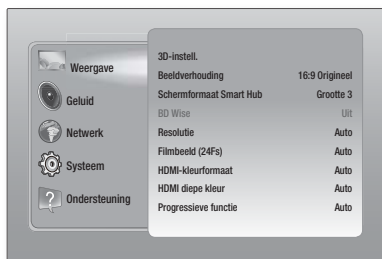 Weergave
Geluid
Netwerk
Systeem
Ondersteuning
3D-instell.
Beeldverhouding 16:9 Origineel
Schermformaat Smart Hub Grootte 3
BD Wise Uit
Resolutie Auto
Filmbeeld (24Fs) Auto
HDMI-kleurformaat Auto
HDMI diepe kleur Auto
Progressieve functie Auto